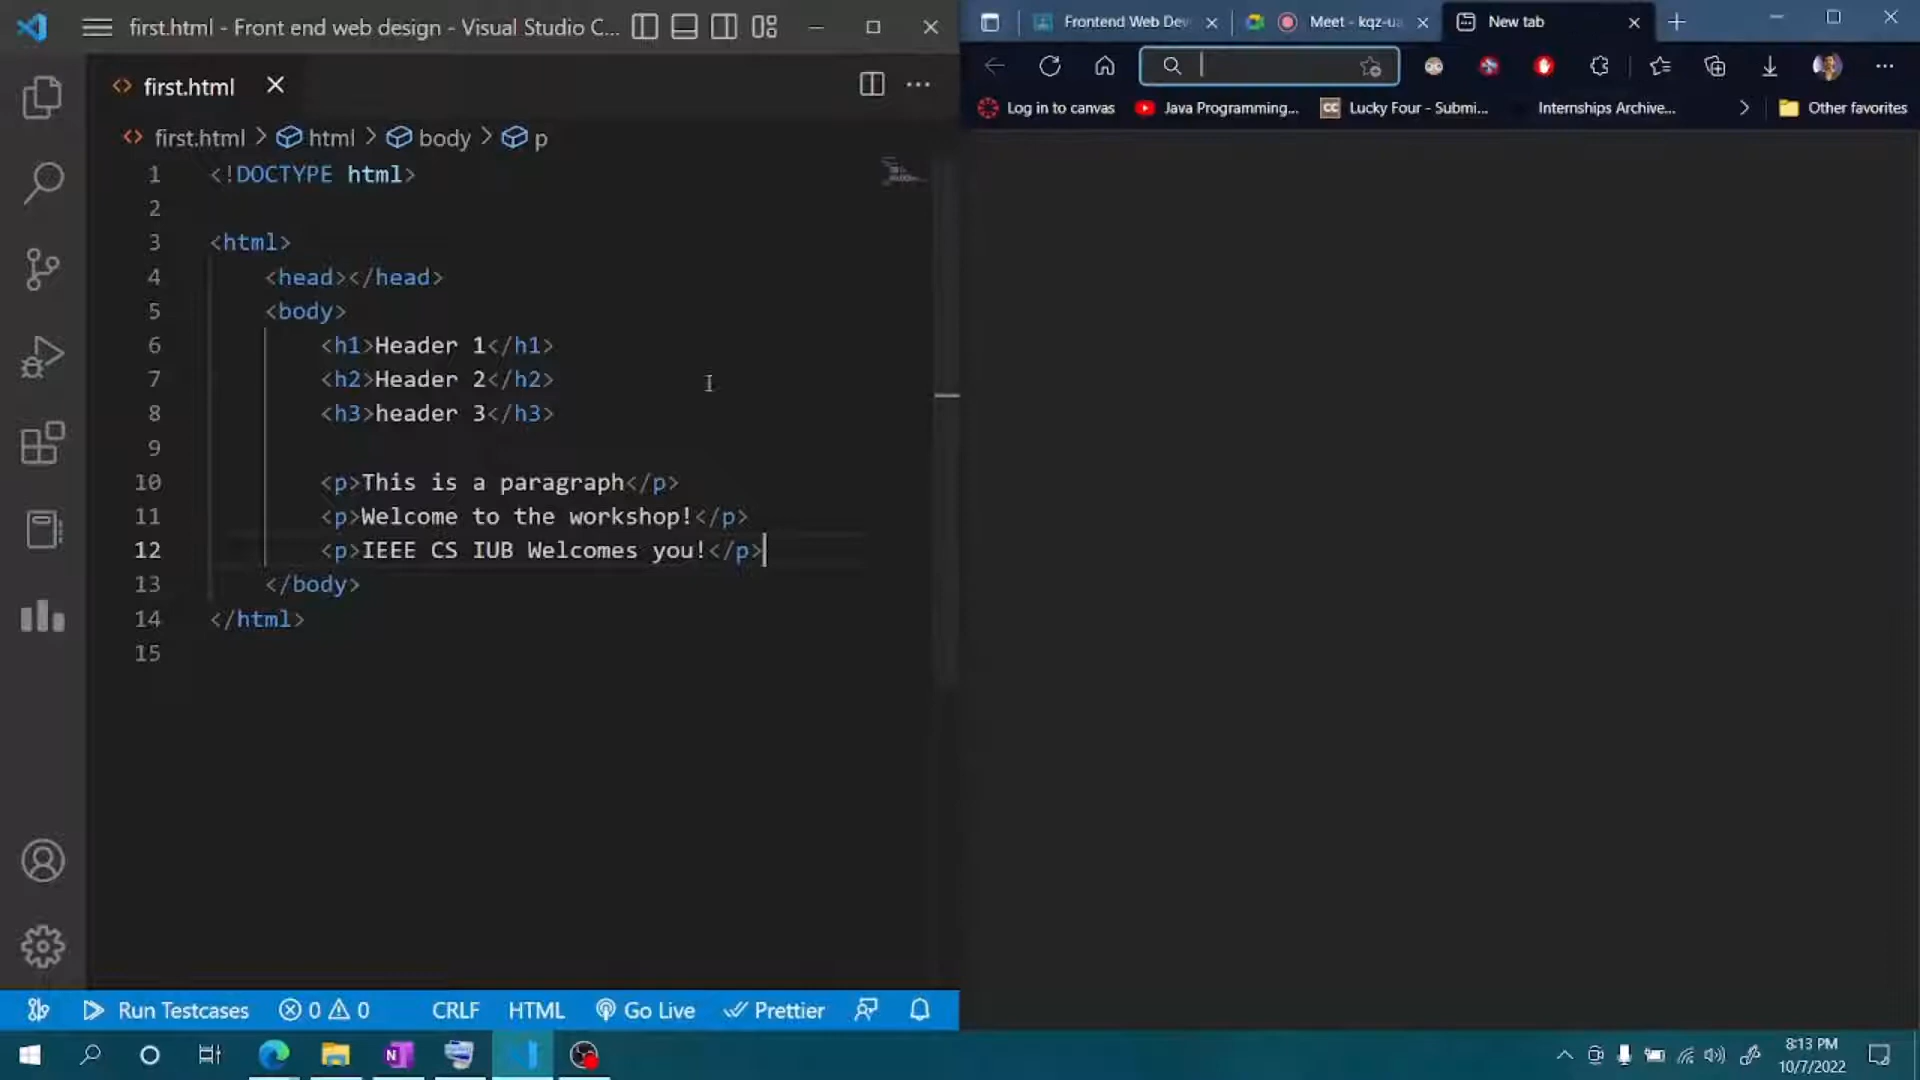 first.html - Front end web design - Visual Studio C...
first.html
first.html > html > body > p
1 <!DOCTYPE html>
2
3 <html>
4 <head></head>
5 <body>
6 <h1>Header 1</h1>
7 <h2>Header 2</h2>
8 <h3>header 3</h3>
9
10 <p>This is a paragraph</p>
11 <p>Welcome to the workshop!</p>
12 <p>IEEE CS IUB Welcomes you!</p>
13 </body>
14 </html>
15
Run Testcases 0 0 CRLF HTML Go Live Prettier
Frontend Web Dev Meet - kqz-ua New tab
Log in to canvas Java Programming... CC Lucky Four - Submi... Internships Archive... Other favorites
8:13 PM
10/7/2022